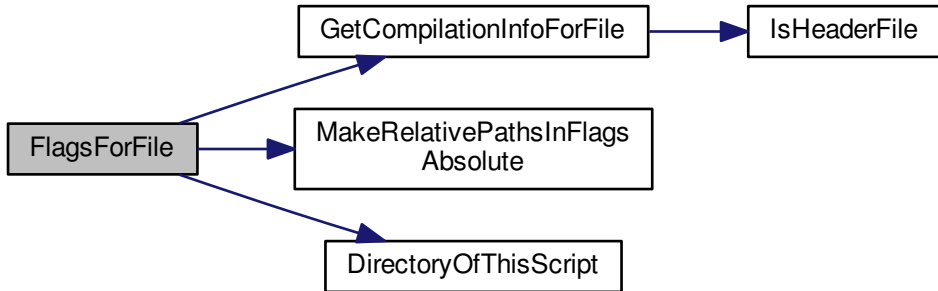 GetCompilationInfoForFile
IsHeaderFile
FlagsForFile
MakeRelativePathsInFlags
Absolute
DirectoryOfThisScript